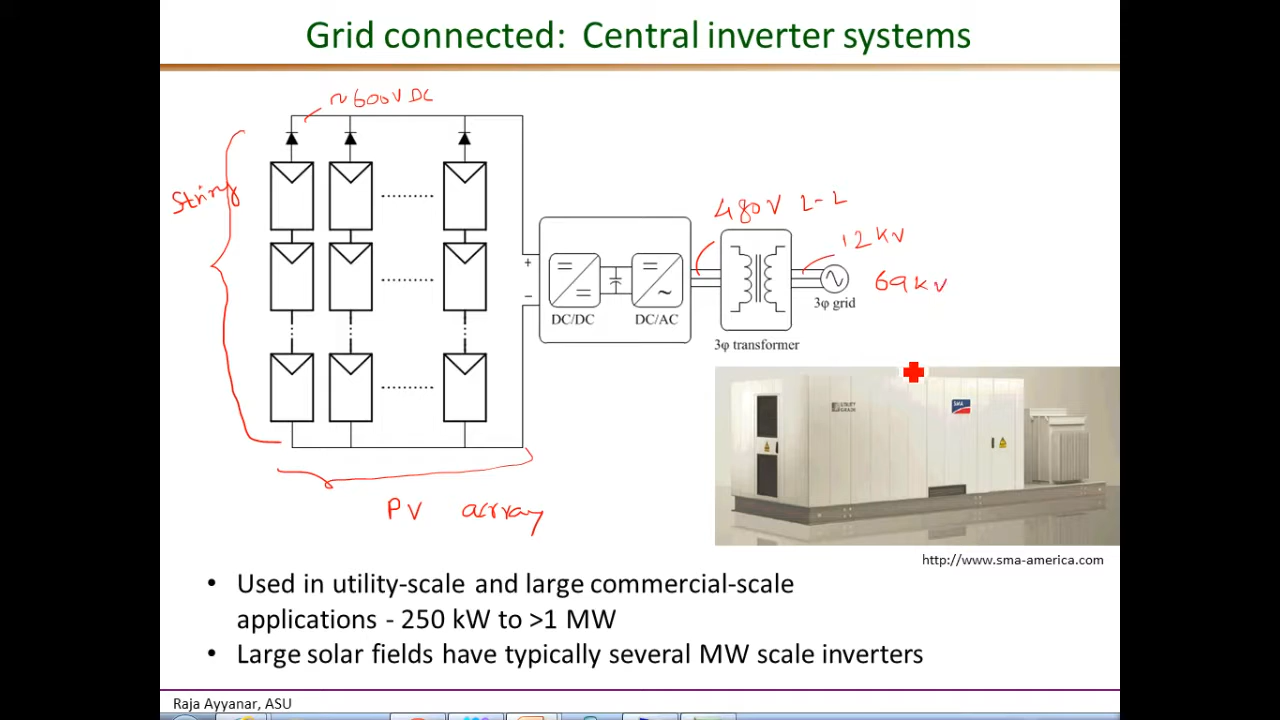 Grid connected: Central inverter systems
~600V DC
String
480V L-L
12 KV
69 KV
+
−
DC/DC
DC/AC
3φ grid
3φ transformer
SMA
PV array
http://www.sma-america.com
• Used in utility-scale and large commercial-scale
applications - 250 kW to >1 MW
• Large solar fields have typically several MW scale inverters
Raja Ayyanar, ASU